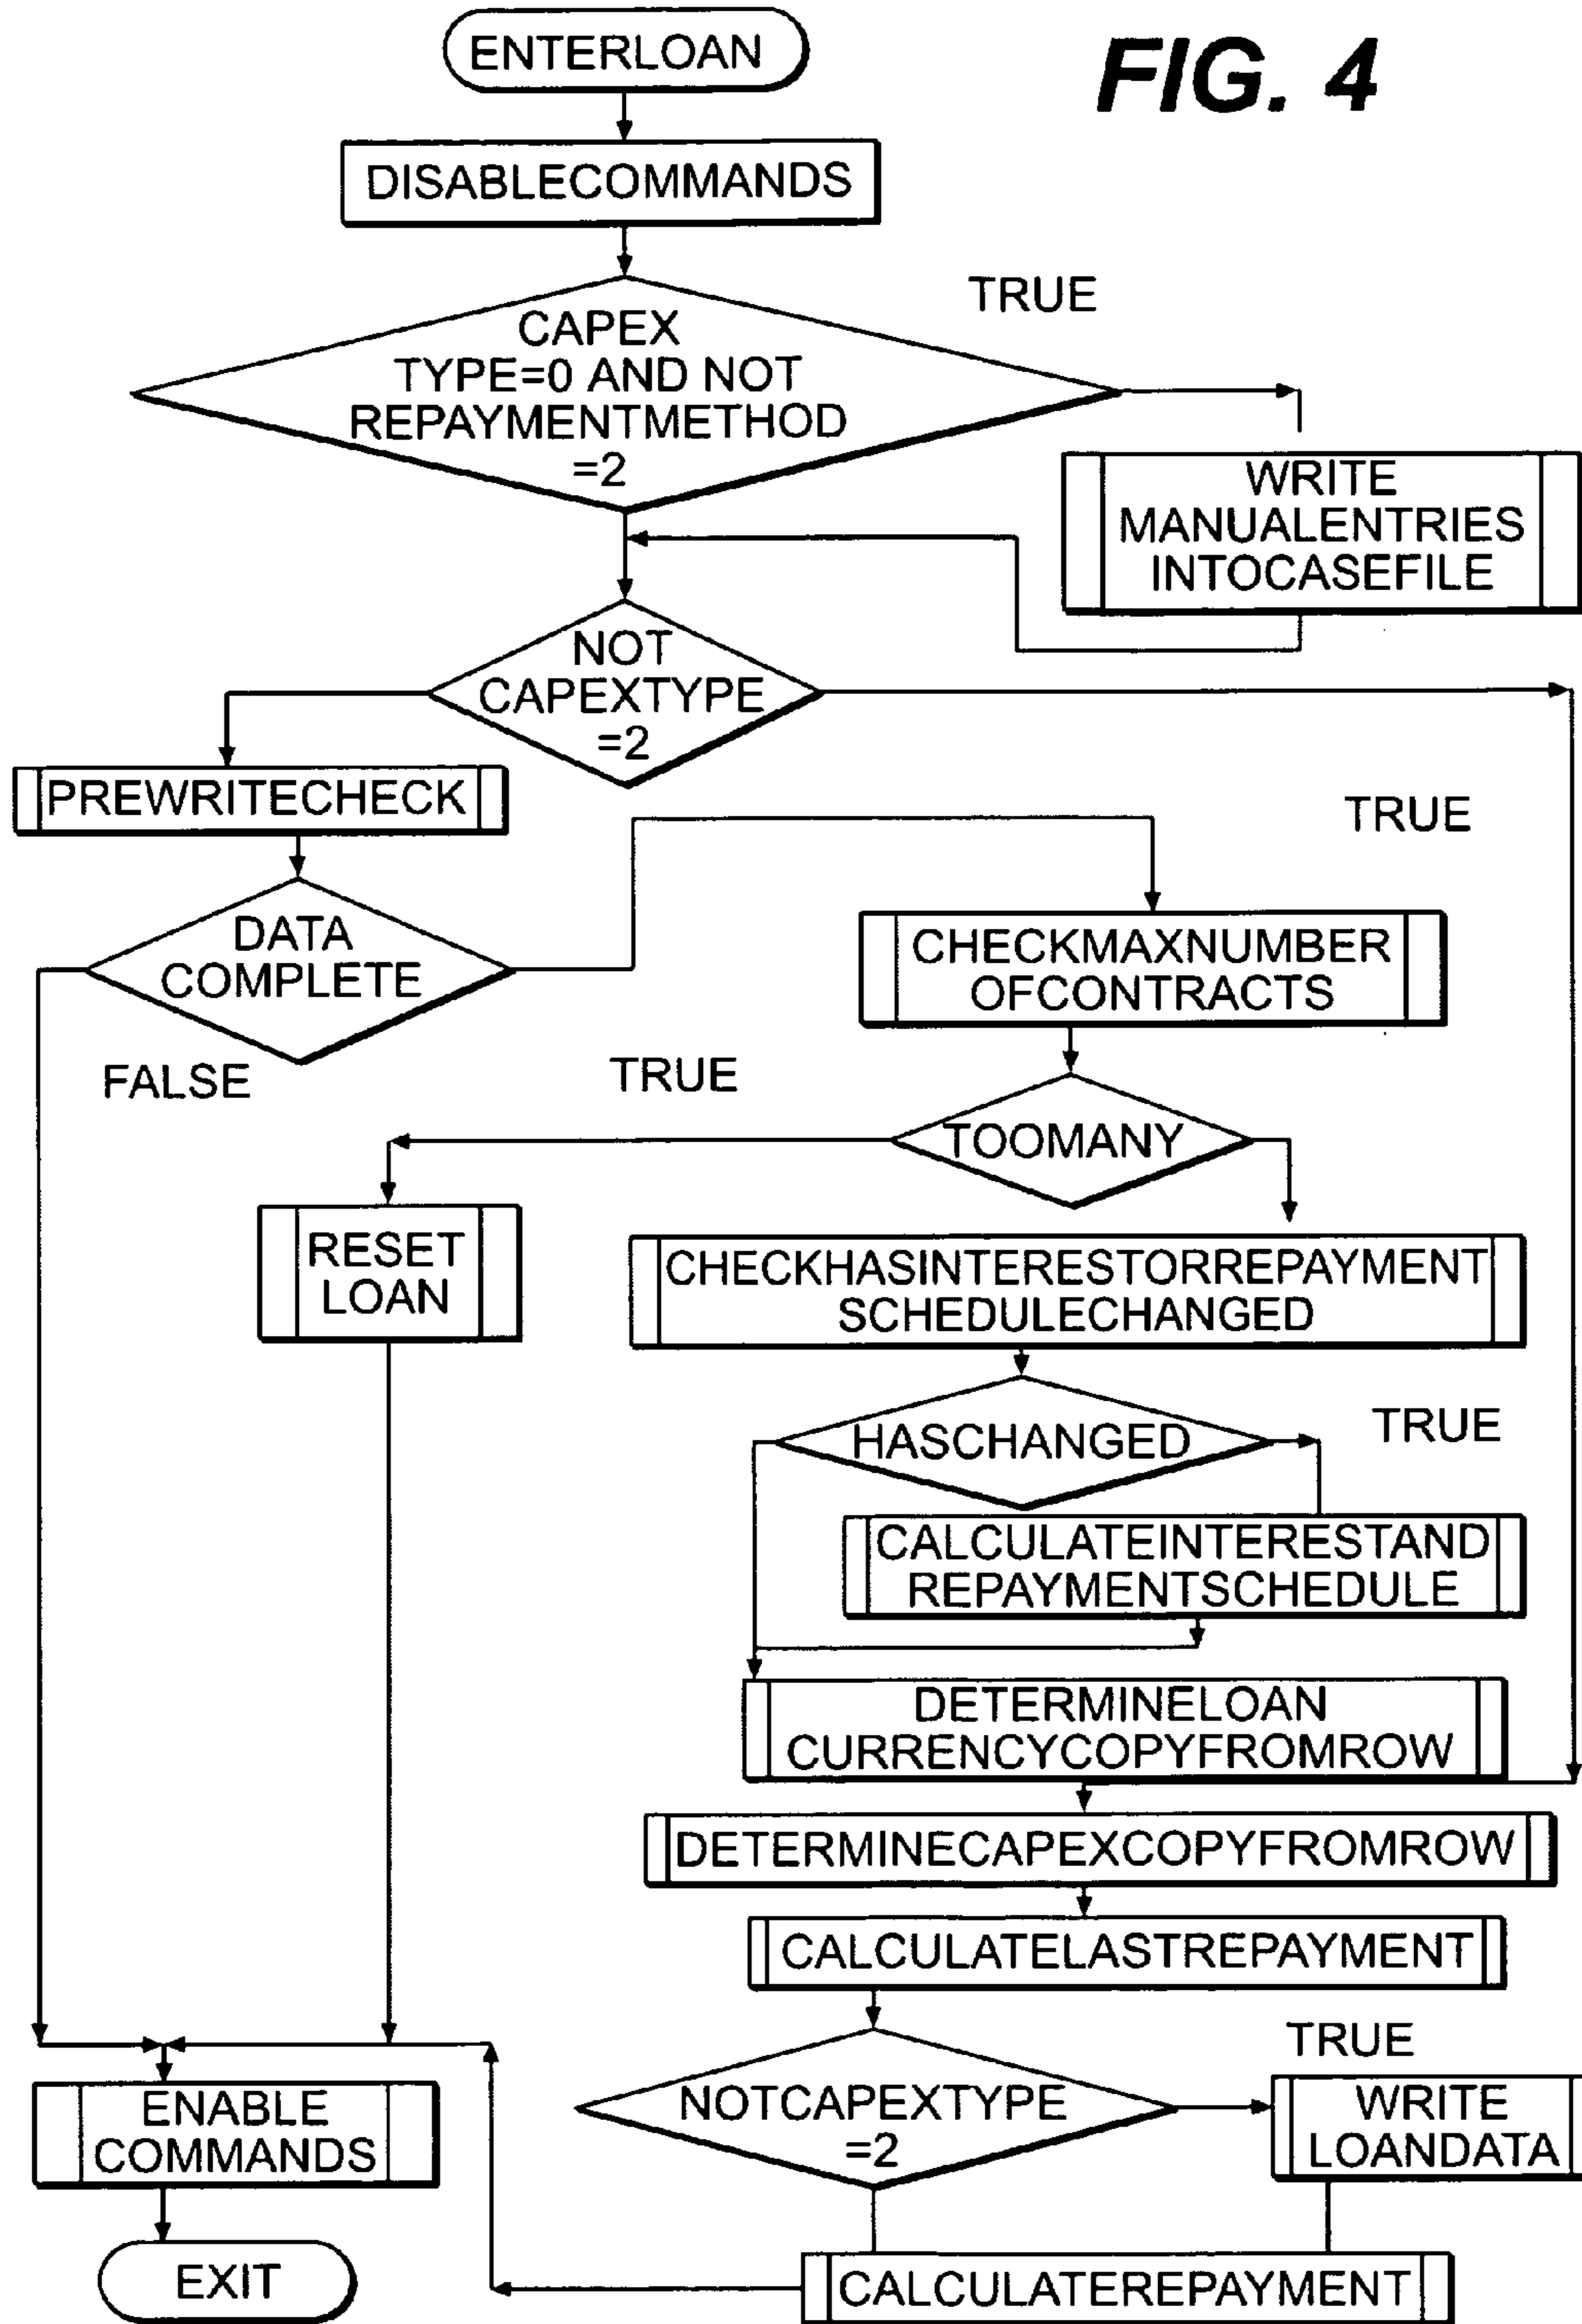 ENTERLOAN
FIG. 4
DISABLECOMMANDS
TRUE
CAPEX
TYPE=0 AND NOT
REPAYMENTMETHOD
=2
WRITE
MANUALENTRIES
INTOCASEFILE
NOT
CAPEXTYPE
=2
PREWRITECHECK
TRUE
DATA
COMPLETE
CHECKMAXNUMBER
OFCONTRACTS
FALSE
TRUE
TOOMANY
RESET
LOAN
CHECKHASINTERESTORREPAYMENT
SCHEDULECHANGED
HASCHANGED
TRUE
CALCULATEINTERESTAND
REPAYMENTSCHEDULE
DETERMINELOAN
CURRENCYCOPYFROMROW
DETERMINECAPEXCOPYFROMROW
CALCULATELASTREPAYMENT
TRUE
NOTCAPEXTYPE
=2
WRITE
LOANDATA
ENABLE
COMMANDS
EXIT
CALCULATEREPAYMENT